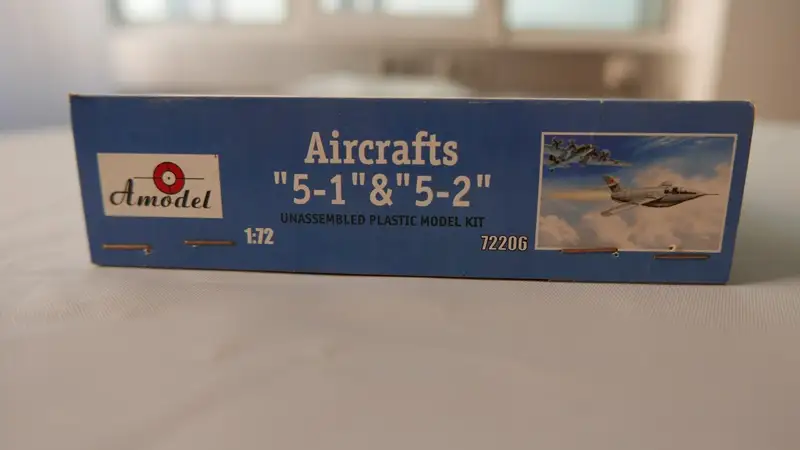 Amodel
Aircrafts
"5-1"&"5-2"
UNASSEMBLED PLASTIC MODEL KIT
1:72
72206